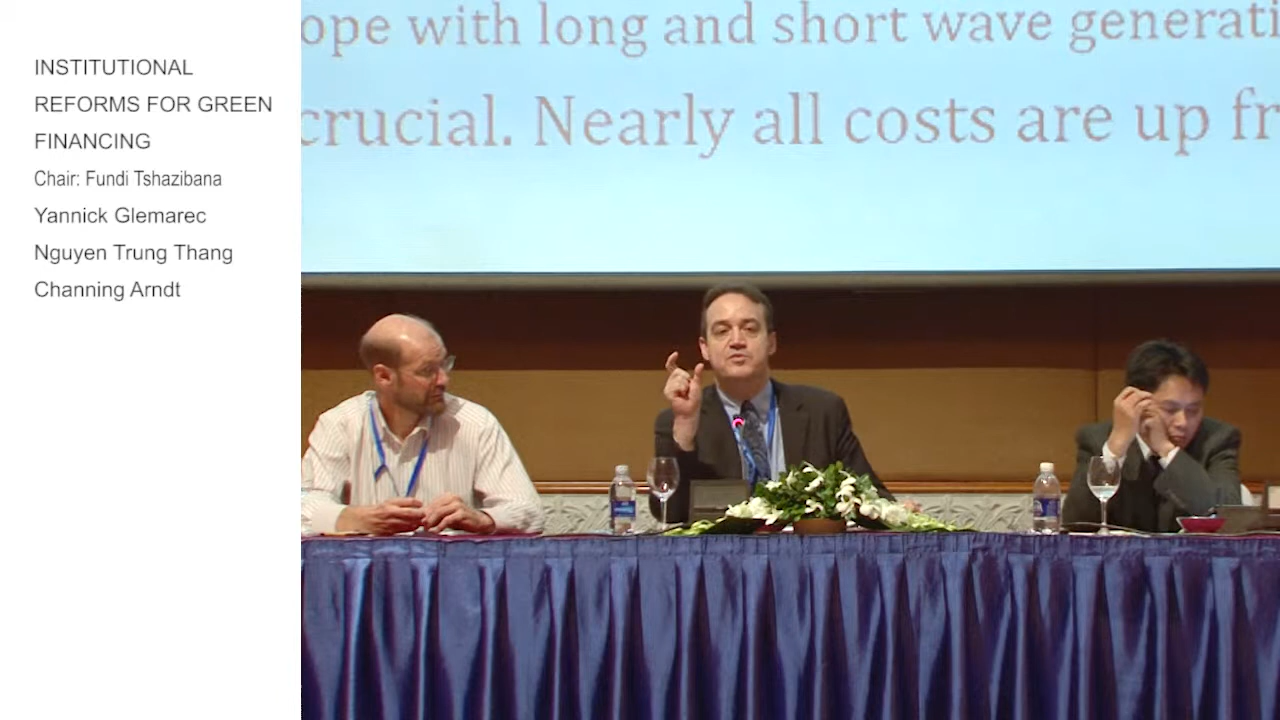 INSTITUTIONAL
REFORMS FOR GREEN
FINANCING
Chair: Fundi Tshazibana
Yannick Glemarec
Nguyen Trung Thang
Channing Arndt
ope with long and short wave generati
crucial. Nearly all costs are up fr